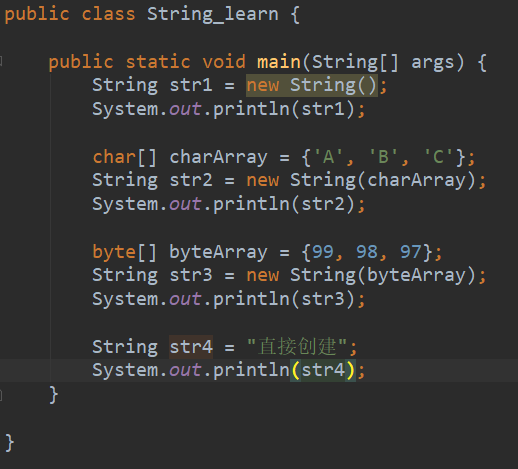 public class String_learn {
public static void main(String[] args) {
String str1 = new String();
System.out.println(str1);
char[] charArray = {'A', 'B', 'C'};
String str2 = new String(charArray);
System.out.println(str2);
byte[] byteArray = {99, 98, 97};
String str3 = new String(byteArray);
System.out.println(str3);
String str4 = "直接创建";
System.out.println(str4);
}
}